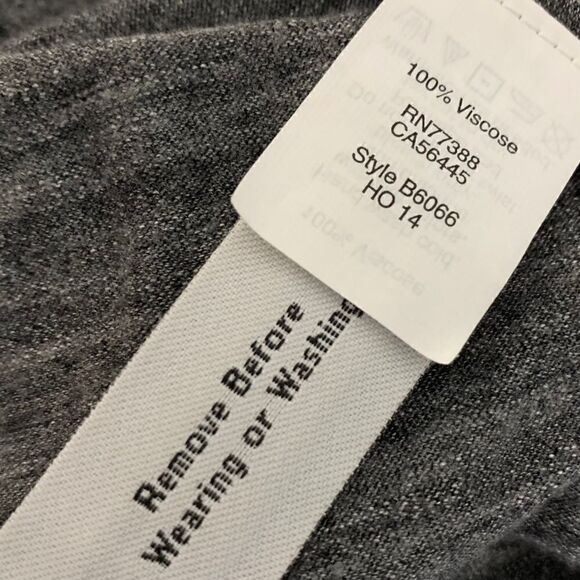 100% Viscose
RN77388
CA56445
Style B6066
HO 14
Remove Before
Wearing or Washing